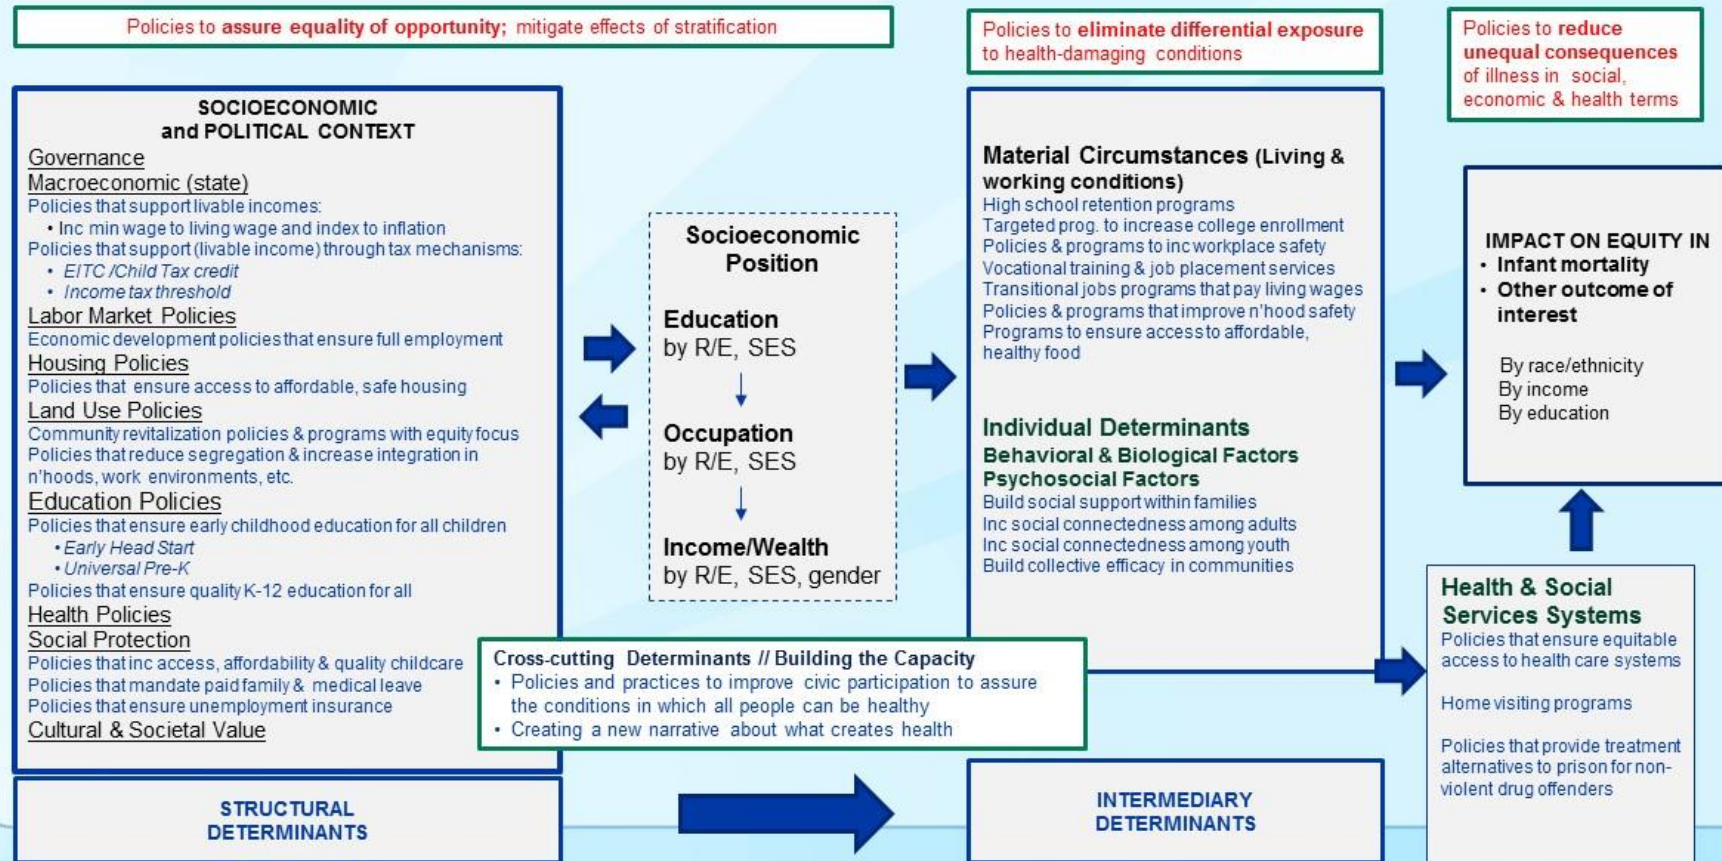 Policies to assure equality of opportunity; mitigate effects of stratification
Policies to eliminate differential exposure
to health-damaging conditions
Policies to reduce
unequal consequences
of illness in social,
economic & health terms
SOCIOECONOMIC
and POLITICAL CONTEXT
Governance
Macroeconomic (state)
Policies that support livable incomes:
• Inc min wage to living wage and index to inflation
Policies that support (livable income) through tax mechanisms:
• EITC /Child Tax credit
• Income tax threshold
Labor Market Policies
Economic development policies that ensure full employment
Housing Policies
Policies that ensure access to affordable, safe housing
Land Use Policies
Community revitalization policies & programs with equity focus
Policies that reduce segregation & increase integration in
n'hoods, work environments, etc.
Education Policies
Policies that ensure early childhood education for all children
• Early Head Start
• Universal Pre-K
Policies that ensure quality K-12 education for all
Health Policies
Social Protection
Policies that inc access, affordability & quality childcare
Policies that mandate paid family & medical leave
Policies that ensure unemployment insurance
Cultural & Societal Value
STRUCTURAL
DETERMINANTS
Socioeconomic
Position
Education
by R/E, SES
Occupation
by R/E, SES
Income/Wealth
by R/E, SES, gender
Cross-cutting Determinants // Building the Capacity
• Policies and practices to improve civic participation to assure
the conditions in which all people can be healthy
• Creating a new narrative about what creates health
Material Circumstances (Living &
working conditions)
High school retention programs
Targeted prog. to increase college enrollment
Policies & programs to inc workplace safety
Vocational training & job placement services
Transitional jobs programs that pay living wages
Policies & programs that improve n'hood safety
Programs to ensure access to affordable,
healthy food
Individual Determinants
Behavioral & Biological Factors
Psychosocial Factors
Build social support within families
Inc social connectedness among adults
Inc social connectedness among youth
Build collective efficacy in communities
INTERMEDIARY
DETERMINANTS
IMPACT ON EQUITY IN
• Infant mortality
• Other outcome of
interest
By race/ethnicity
By income
By education
Health & Social
Services Systems
Policies that ensure equitable
access to health care systems
Home visiting programs
Policies that provide treatment
alternatives to prison for non-
violent drug offenders